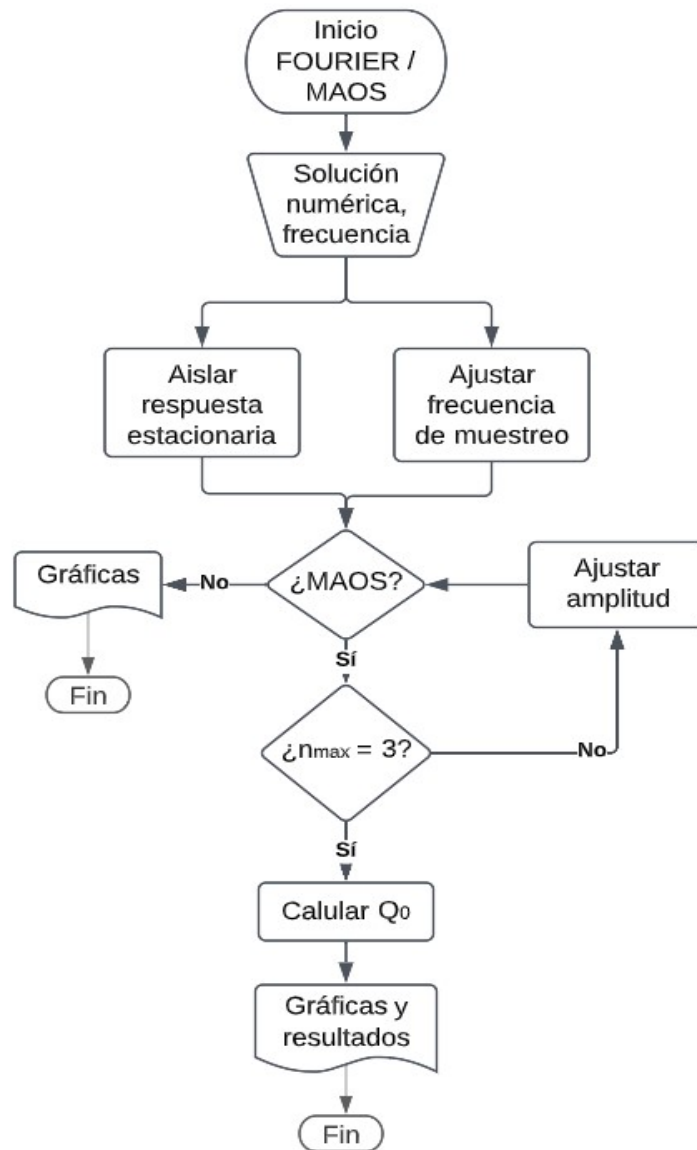 Inicio
FOURIER /
MAOS
Solución
numérica,
frecuencia
Aislar
respuesta
estacionaria
Ajustar
frecuencia
de muestreo
Gráficas
No
¿MAOS?
Ajustar
amplitud
Fin
Sí
¿nmax = 3?
No
Sí
Calular Q0
Gráficas y
resultados
Fin